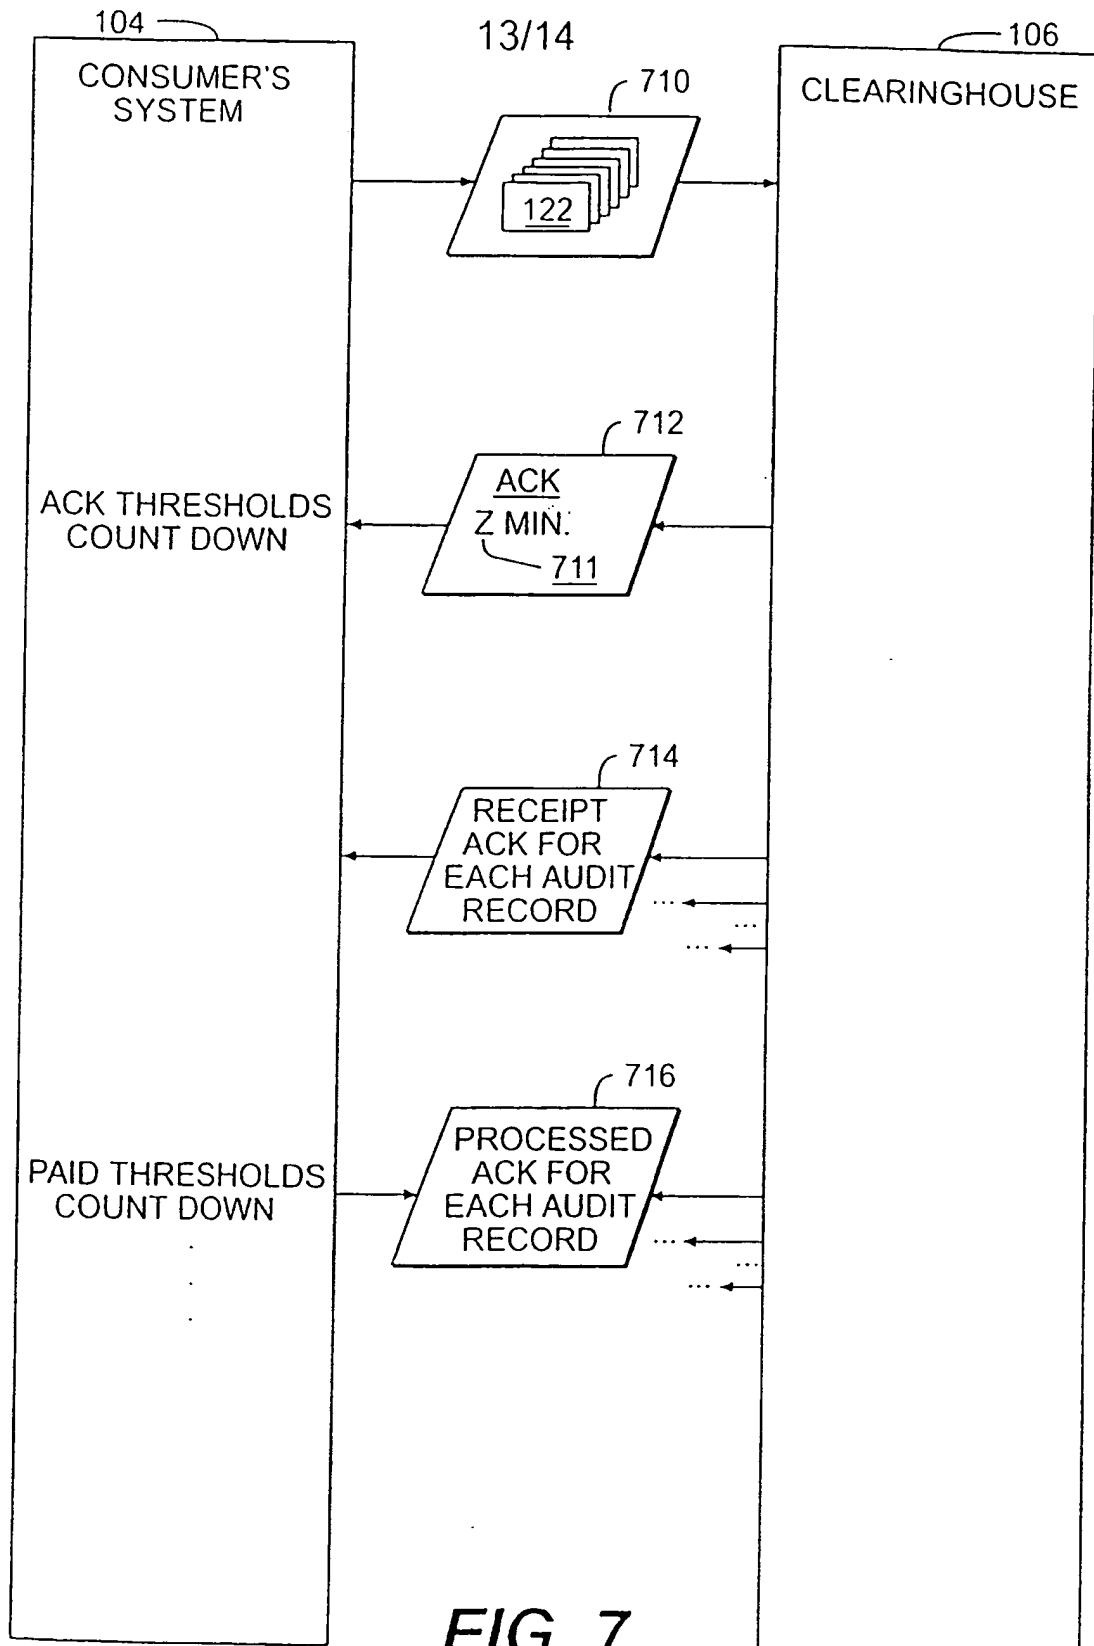 13/14
104
CONSUMER'S
SYSTEM
106
CLEARINGHOUSE
710
122
712
ACK
Z MIN.
711
ACK THRESHOLDS
COUNT DOWN
714
RECEIPT
ACK FOR
EACH AUDIT
RECORD
...
...
...
716
PROCESSED
ACK FOR
EACH AUDIT
RECORD
...
...
...
PAID THRESHOLDS
COUNT DOWN
.
.
.
FIG. 7